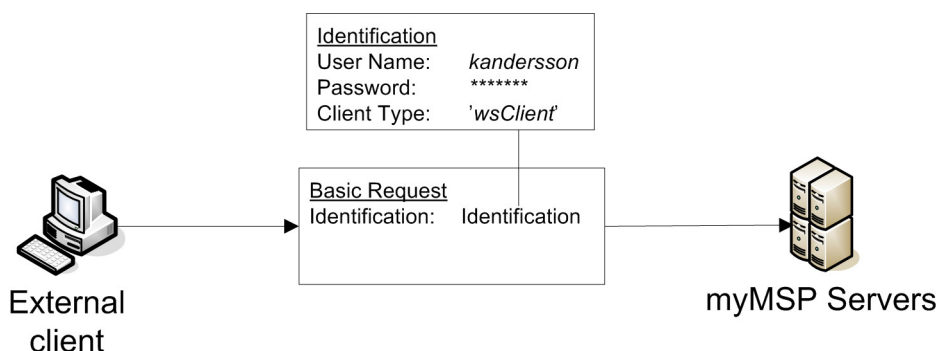 Identification
User Name: kandersson
Password: *******
Client Type: 'wsClient'
Basic Request
Identification: Identification
External
client
myMSP Servers